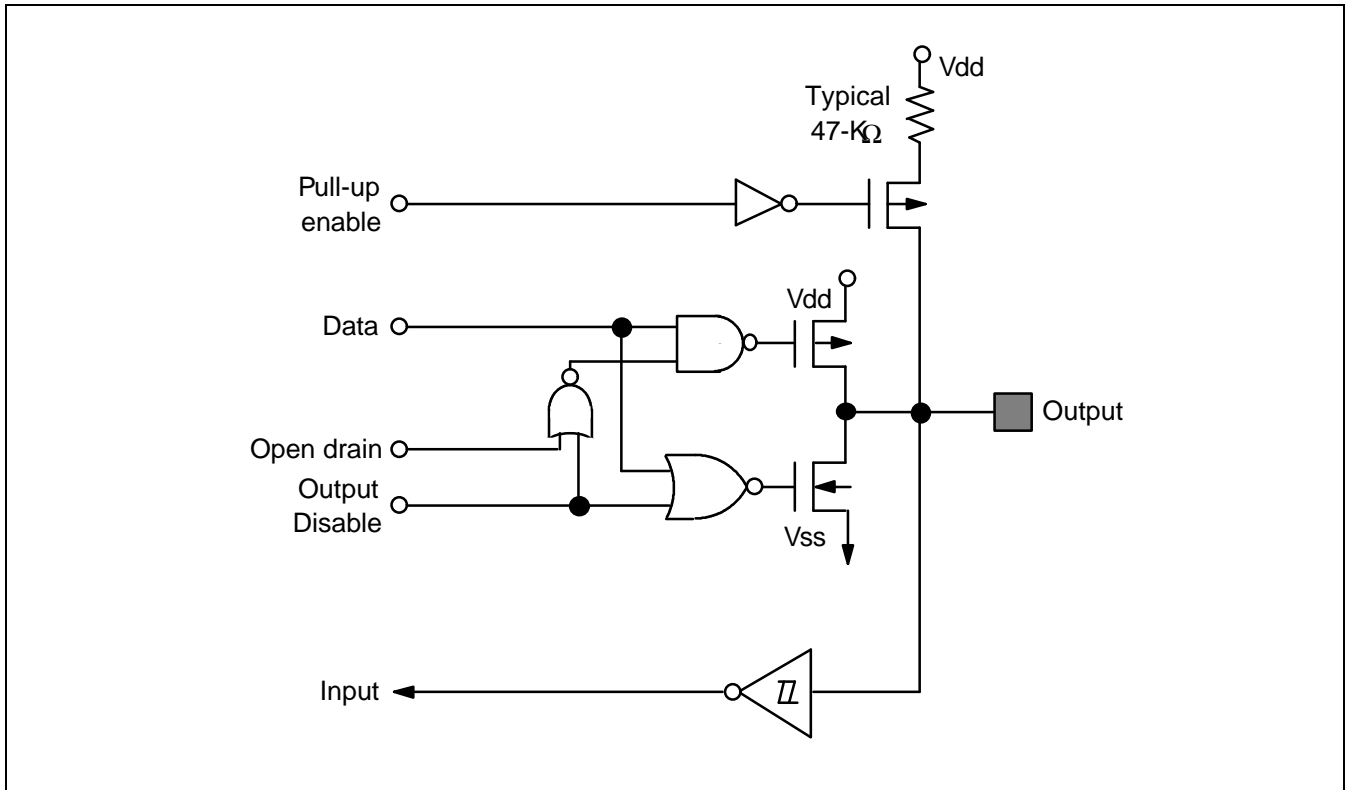 Vdd
Typical
47-KΩ
Pull-up
enable
Vdd
Data
Output
Open drain
Output
Disable
Vss
Input